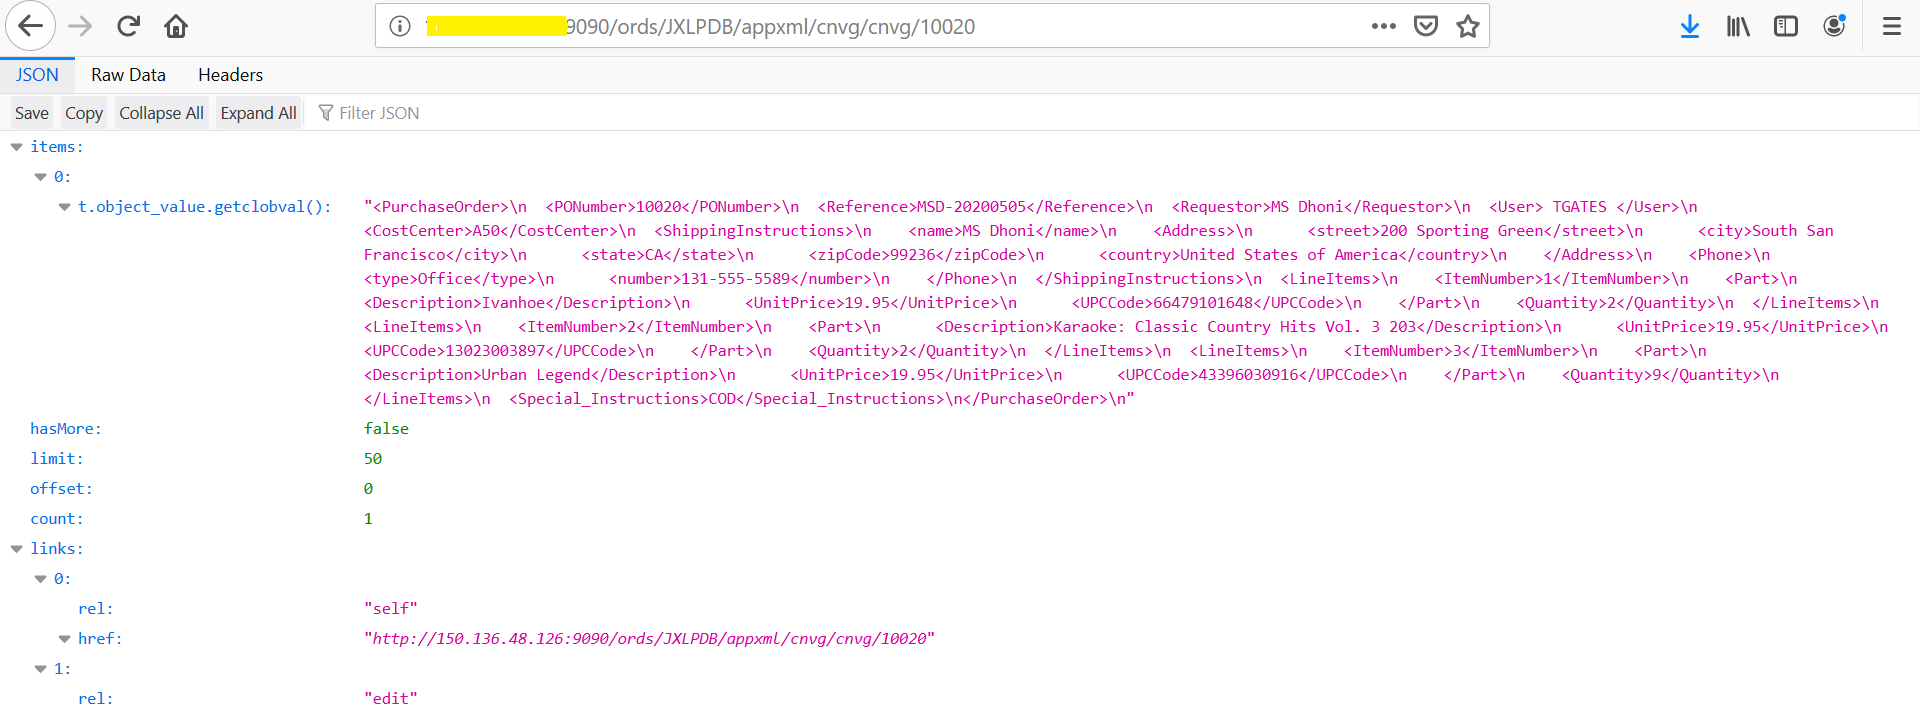 9090/ords/JXLPDB/appxml/cnvg/cnvg/10020
JSON Raw Data Headers
Save Copy Collapse All Expand All Filter JSON
items:
0:
t.object_value.getclobval(): "<PurchaseOrder>\n  <PONumber>10020</PONumber>\n  <Reference>MSD-20200505</Reference>\n  <Requestor>MS Dhoni</Requestor>\n  <User> TGATES </User>\n
<CostCenter>A50</CostCenter>\n  <ShippingInstructions>\n    <name>MS Dhoni</name>\n    <Address>\n      <street>200 Sporting Green</street>\n      <city>South San
Francisco</city>\n      <state>CA</state>\n      <zipCode>99236</zipCode>\n      <country>United States of America</country>\n    </Address>\n    <Phone>\n
<type>Office</type>\n      <number>131-555-5589</number>\n    </Phone>\n  </ShippingInstructions>\n  <LineItems>\n    <ItemNumber>1</ItemNumber>\n    <Part>\n
<Description>Ivanhoe</Description>\n      <UnitPrice>19.95</UnitPrice>\n      <UPCCode>66479101648</UPCCode>\n    </Part>\n    <Quantity>2</Quantity>\n  </LineItems>\n
<LineItems>\n    <ItemNumber>2</ItemNumber>\n    <Part>\n      <Description>Karaoke: Classic Country Hits Vol. 3 203</Description>\n      <UnitPrice>19.95</UnitPrice>\n
<UPCCode>13023003897</UPCCode>\n    </Part>\n    <Quantity>2</Quantity>\n  </LineItems>\n  <LineItems>\n    <ItemNumber>3</ItemNumber>\n    <Part>\n
<Description>Urban Legend</Description>\n      <UnitPrice>19.95</UnitPrice>\n      <UPCCode>43396030916</UPCCode>\n    </Part>\n    <Quantity>9</Quantity>\n
</LineItems>\n  <Special_Instructions>COD</Special_Instructions>\n</PurchaseOrder>\n"
hasMore: false
limit: 50
offset: 0
count: 1
links:
0:
rel: "self"
href: "http://150.136.48.126:9090/ords/JXLPDB/appxml/cnvg/cnvg/10020"
1:
rel: "edit"